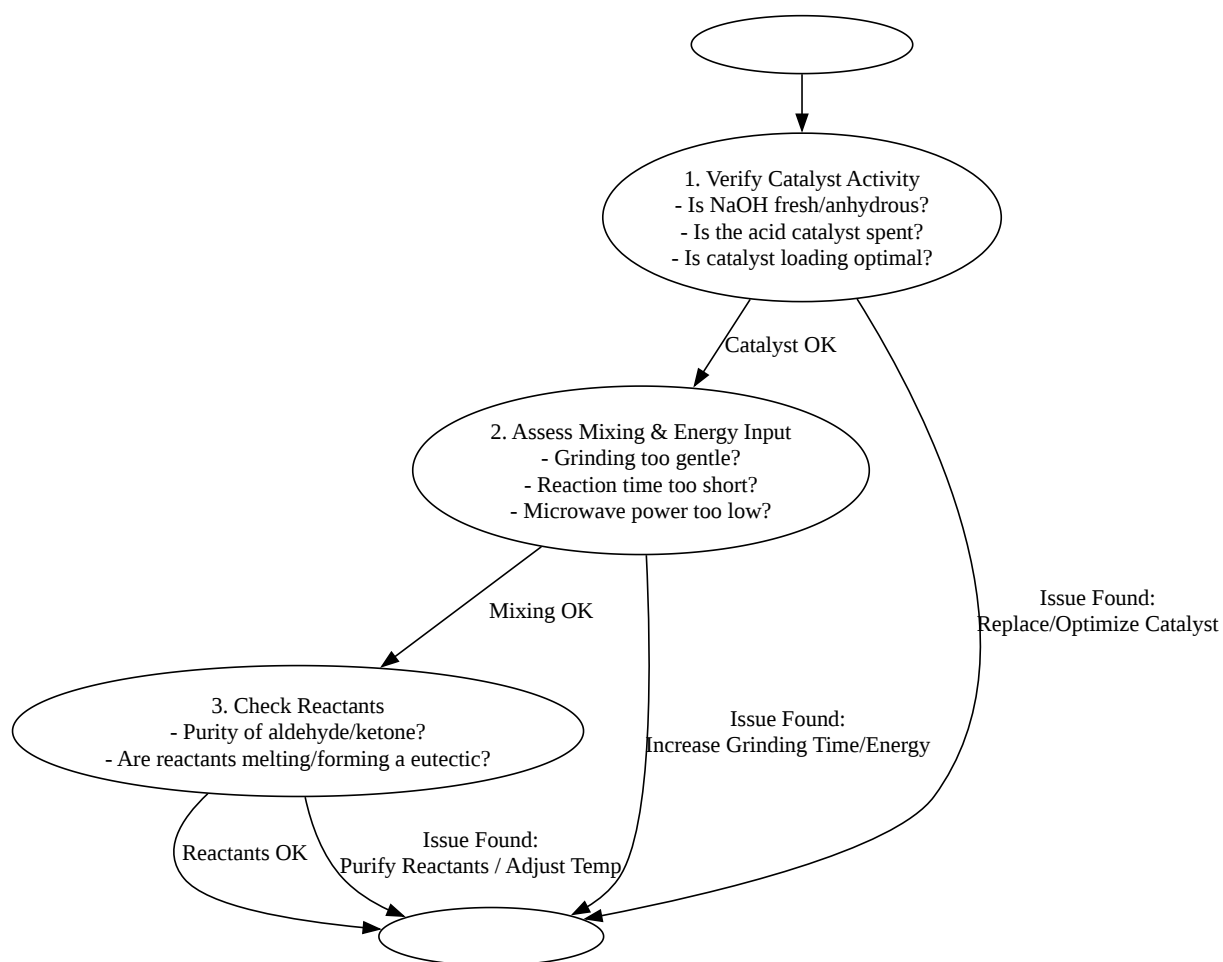 1. Verify Catalyst Activity
- Is NaOH fresh/anhydrous?
- Is the acid catalyst spent?
- Is catalyst loading optimal?
Catalyst OK
2. Assess Mixing & Energy Input
- Grinding too gentle?
- Reaction time too short?
- Microwave power too low?
Issue Found:
Replace/Optimize Catalyst
Mixing OK
3. Check Reactants
- Purity of aldehyde/ketone?
- Are reactants melting/forming a eutectic?
Issue Found:
Increase Grinding Time/Energy
Reactants OK
Issue Found:
Purify Reactants / Adjust Temp